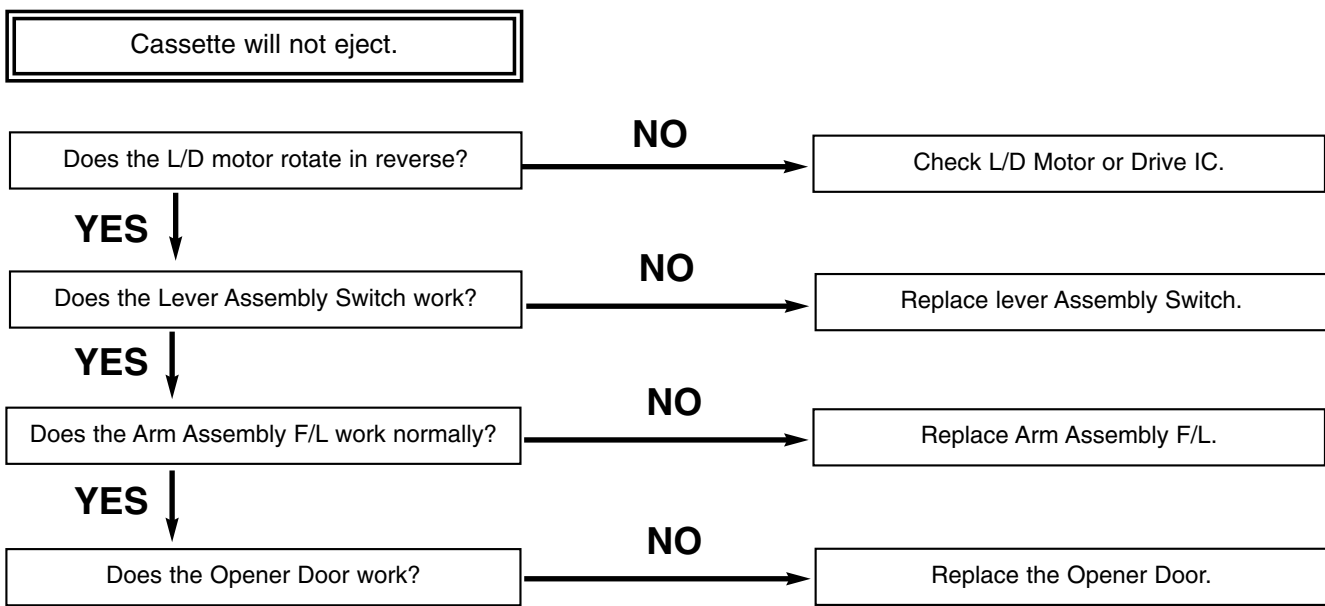 Cassette will not eject.
Does the L/D motor rotate in reverse?
NO
Check L/D Motor or Drive IC.
YES
Does the Lever Assembly Switch work?
NO
Replace lever Assembly Switch.
YES
Does the Arm Assembly F/L work normally?
NO
Replace Arm Assembly F/L.
YES
Does the Opener Door work?
NO
Replace the Opener Door.